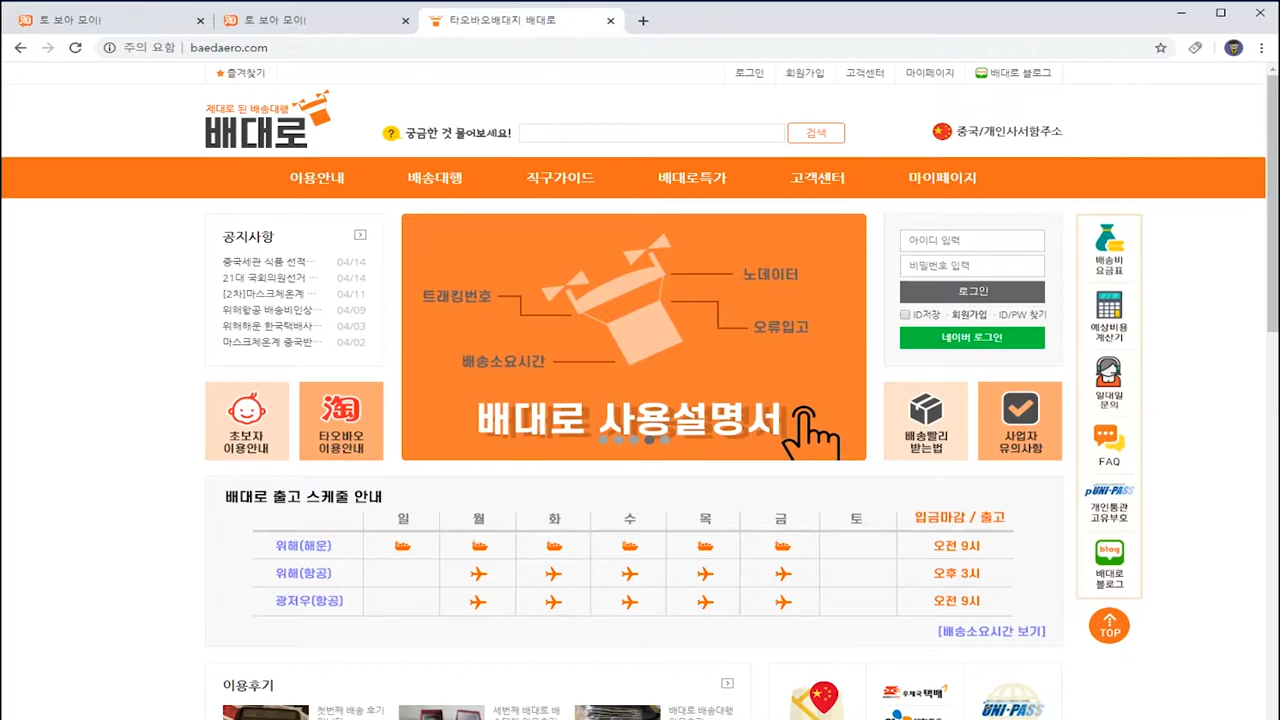 토 보아 모이!
토 보아 모이!
타오바오배대지 배대로
주의 요함
baedaero.com
즐겨찾기
로그인
회원가입
고객센터
마이페이지
배대로 블로그
제대로 된 배송대행
배대로
? 궁금한 것 물어보세요!
검색
중국/개인사서함주소
이용안내
배송대행
직구가이드
배대로특가
고객센터
마이페이지
공지사항
중국세관 식품 선적… 04/14
21대 국회의원선거 … 04/14
[2차]마스크체온계 … 04/11
위해항공 배송비인상… 04/09
위해해운 한국택배사… 04/03
마스크체온계 중국반… 04/02
노데이터
트래킹번호
오류입고
배송소요시간
배대로 사용설명서
아이디 입력
비밀번호 입력
로그인
ID저장 · 회원가입 · ID/PW 찾기
네이버 로그인
초보자
이용안내
淘
타오바오
이용안내
배송빨리
받는법
사업자
유의사항
배송비
요금표
예상비용
계산기
일대일
문의
FAQ
UNI-PASS
개인통관
고유부호
blog
배대로
블로그
TOP
배대로 출고 스케줄 안내
일 월 화 수 목 금 토 입금마감 / 출고
위해(해운) 오전 9시
위해(항공) 오후 3시
광저우(항공) 오전 9시
[배송소요시간 보기]
이용후기
첫번째 배송 후기
세번째 배대로 배
배대로 배대행
우체국 택배
UNI-PASS